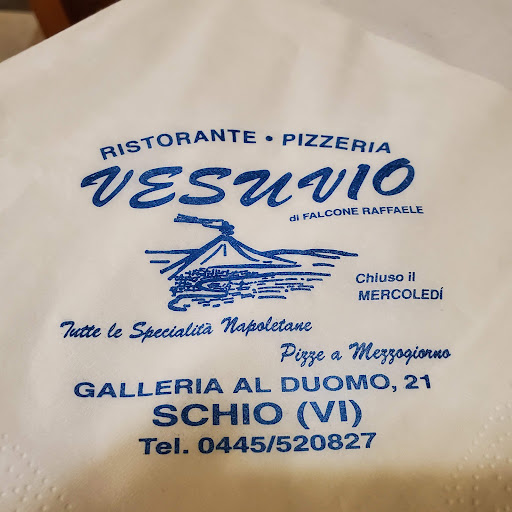 RISTORANTE • PIZZERIA
VESUVIO
di FALCONE RAFFAELE
Chiuso il
MERCOLEDÍ
Tutte le Specialità Napoletane
Pizze a Mezzogiorno
GALLERIA AL DUOMO, 21
SCHIO (VI)
Tel. 0445/520827